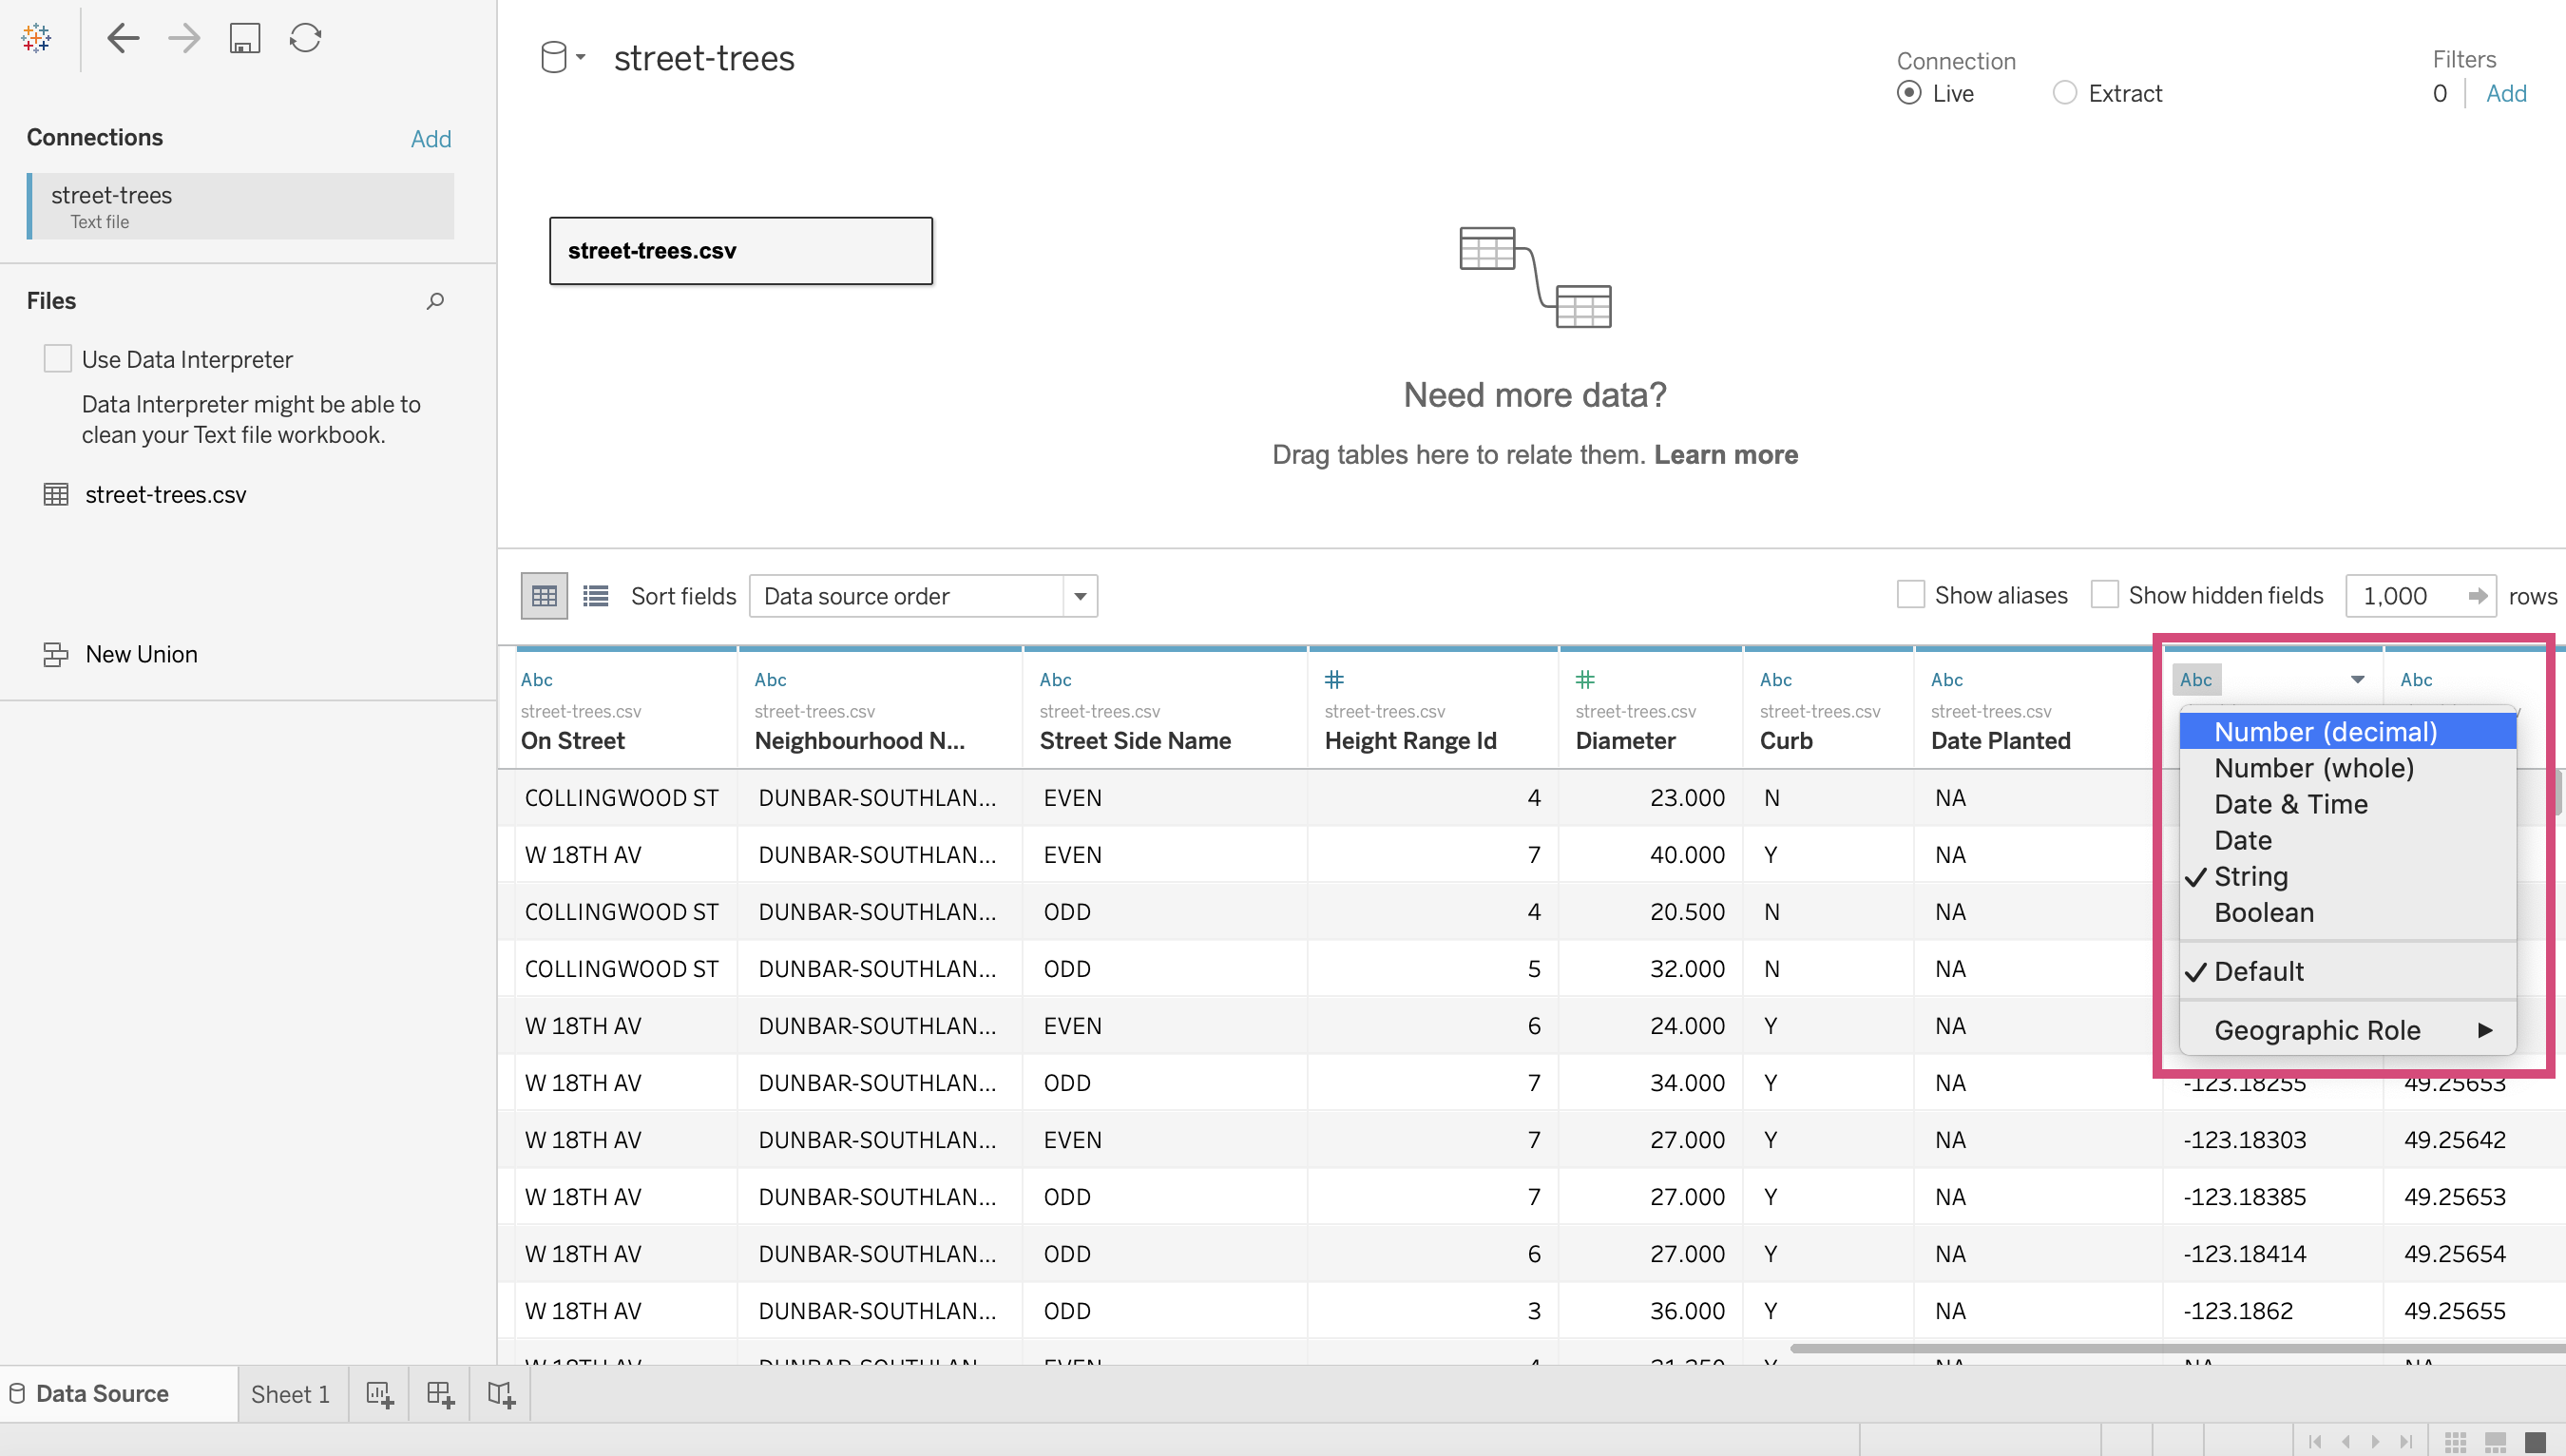 street-trees
Connection
Live
Extract
Filters
0
Add
Connections
Add
street-trees
Text file
street-trees.csv
Files
Use Data Interpreter
Data Interpreter might be able to
clean your Text file workbook.
street-trees.csv
New Union
Need more data?
Drag tables here to relate them. Learn more
Sort fields
Data source order
Show aliases
Show hidden fields
1,000
rows
Abc Abc Abc # # Abc Abc Abc Abc
street-trees.csv street-trees.csv street-trees.csv street-trees.csv street-trees.csv street-trees.csv street-trees.csv
On Street Neighbourhood N... Street Side Name Height Range Id Diameter Curb Date Planted
COLLINGWOOD ST DUNBAR-SOUTHLAN... EVEN 4 23.000 N NA
W 18TH AV DUNBAR-SOUTHLAN... EVEN 7 40.000 Y NA
COLLINGWOOD ST DUNBAR-SOUTHLAN... ODD 4 20.500 N NA
COLLINGWOOD ST DUNBAR-SOUTHLAN... ODD 5 32.000 N NA
W 18TH AV DUNBAR-SOUTHLAN... EVEN 6 24.000 Y NA
W 18TH AV DUNBAR-SOUTHLAN... ODD 7 34.000 Y NA -123.18255 49.25653
W 18TH AV DUNBAR-SOUTHLAN... EVEN 7 27.000 Y NA -123.18303 49.25642
W 18TH AV DUNBAR-SOUTHLAN... ODD 7 27.000 Y NA -123.18385 49.25653
W 18TH AV DUNBAR-SOUTHLAN... ODD 6 27.000 Y NA -123.18414 49.25654
W 18TH AV DUNBAR-SOUTHLAN... ODD 3 36.000 Y NA -123.1862 49.25655
Number (decimal)
Number (whole)
Date & Time
Date
String
Boolean
Default
Geographic Role
Data Source
Sheet 1